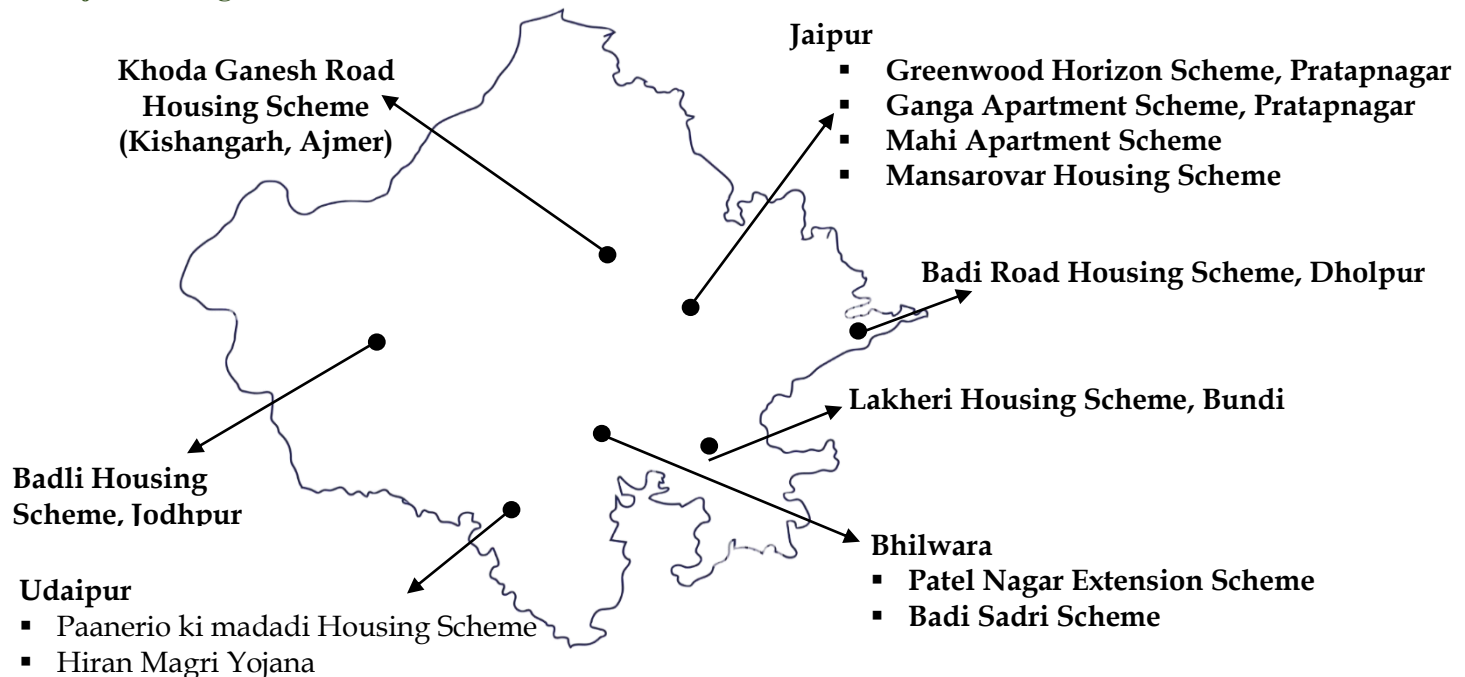 Khoda Ganesh Road
Housing Scheme
(Kishangarh, Ajmer)
Jaipur
▪ Greenwood Horizon Scheme, Pratapnagar
▪ Ganga Apartment Scheme, Pratapnagar
▪ Mahi Apartment Scheme
▪ Mansarovar Housing Scheme
Badi Road Housing Scheme, Dholpur
Lakheri Housing Scheme, Bundi
Badli Housing
Scheme, Jodhpur
Bhilwara
▪ Patel Nagar Extension Scheme
▪ Badi Sadri Scheme
Udaipur
▪ Paanerio ki madadi Housing Scheme
▪ Hiran Magri Yojana